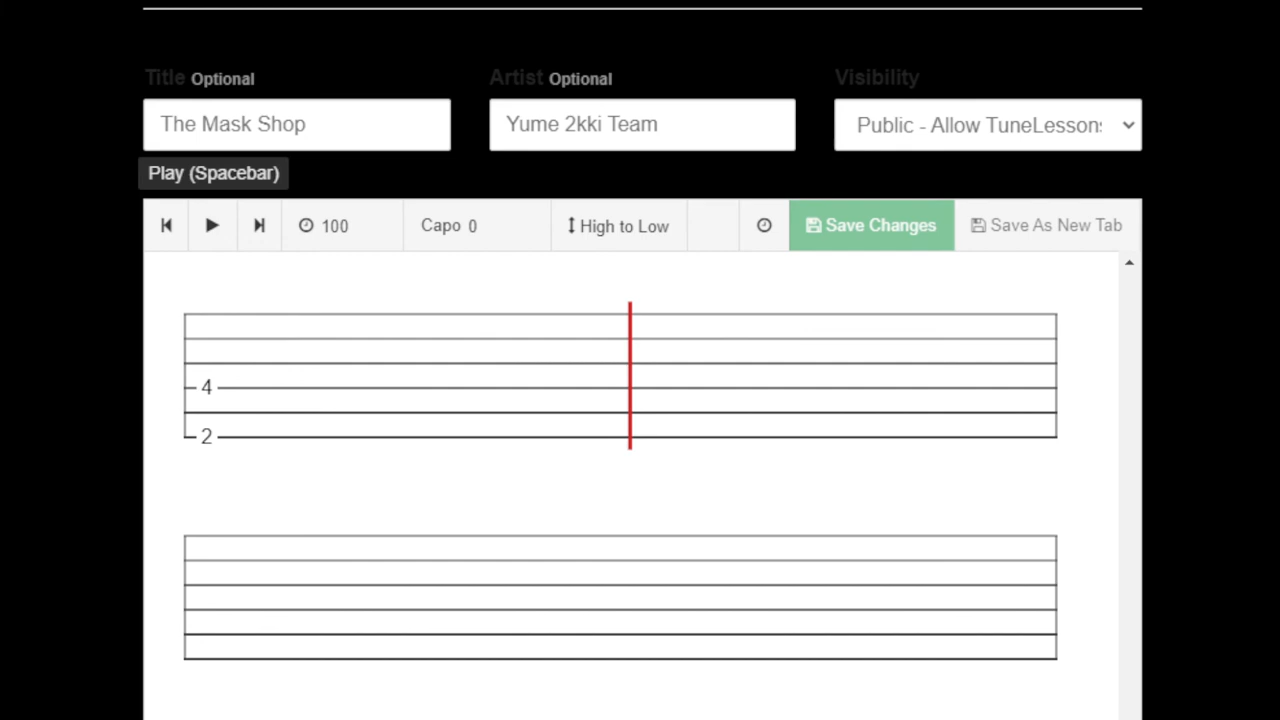 Title Optional Artist Optional Visibility
The Mask Shop Yume 2kki Team Public - Allow TuneLessons
Play (Spacebar)
100 Capo 0 High to Low Save Changes Save As New Tab
4
2